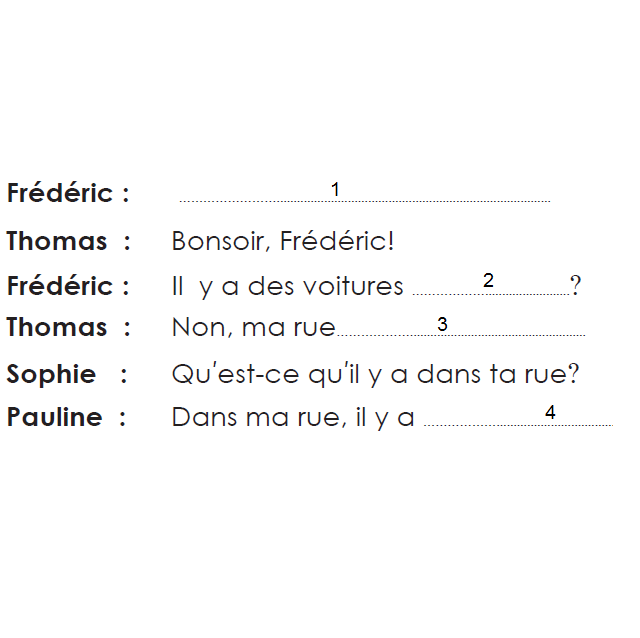 Frédéric : 1
Thomas : Bonsoir, Frédéric!
Frédéric : Il y a des voitures 2 ?
Thomas : Non, ma rue 3
Sophie : Qu'est-ce qu'il y a dans ta rue?
Pauline : Dans ma rue, il y a 4